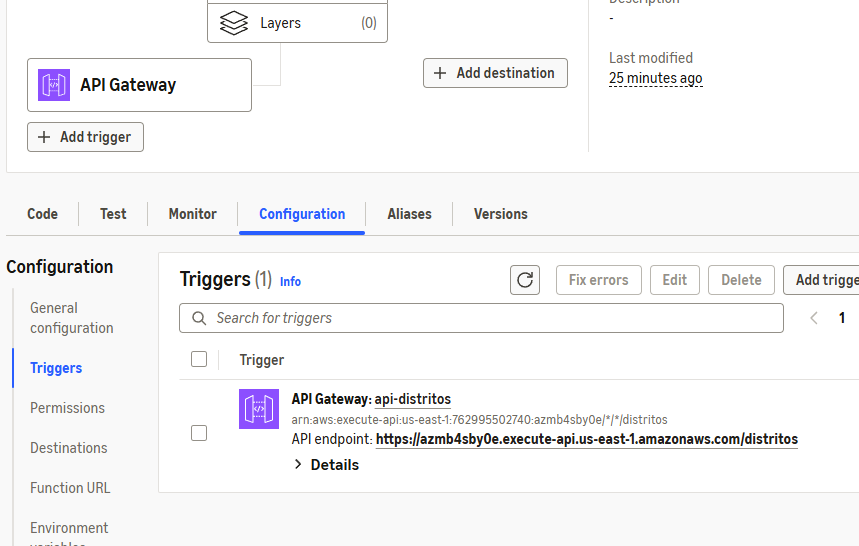 Description
-
Layers (0)
Last modified
25 minutes ago
API Gateway
+ Add destination
+ Add trigger
Code Test Monitor Configuration Aliases Versions
Configuration
General
configuration
Triggers
Permissions
Destinations
Function URL
Environment
variables
Triggers (1) Info
Fix errors Edit Delete Add trigge
Search for triggers
1
Trigger
API Gateway: api-distritos
arn:aws:execute-api:us-east-1:762995502740:azmb4sby0e/*/*/distritos
API endpoint: https://azmb4sby0e.execute-api.us-east-1.amazonaws.com/distritos
Details